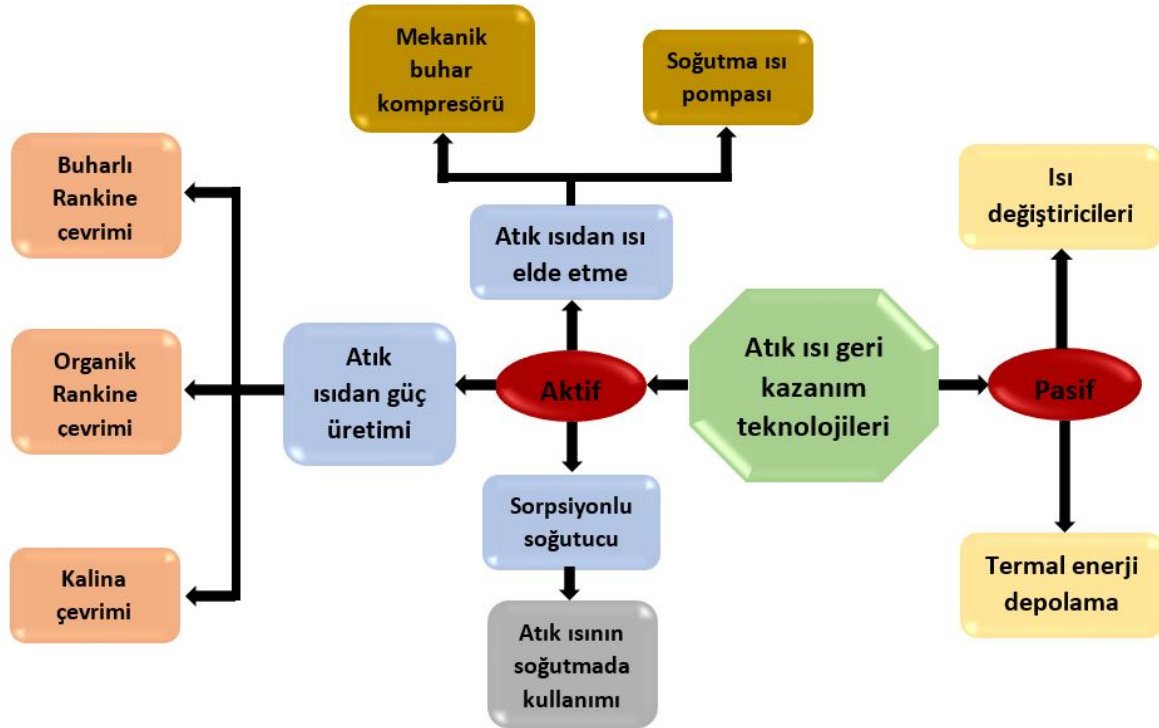 Mekanik
buhar
kompresörü
Soğutma ısı
pompası
Buharlı
Rankine
çevrimi
Isı
değiştiricileri
Atık ısıdan ısı
elde etme
Organik
Rankine
çevrimi
Atık
ısıdan güç
üretimi
Aktif
Atık ısı geri
kazanım
teknolojileri
Pasif
Sorpsiyonlu
soğutucu
Kalina
çevrimi
Termal enerji
depolama
Atık ısının
soğutmada
kullanımı